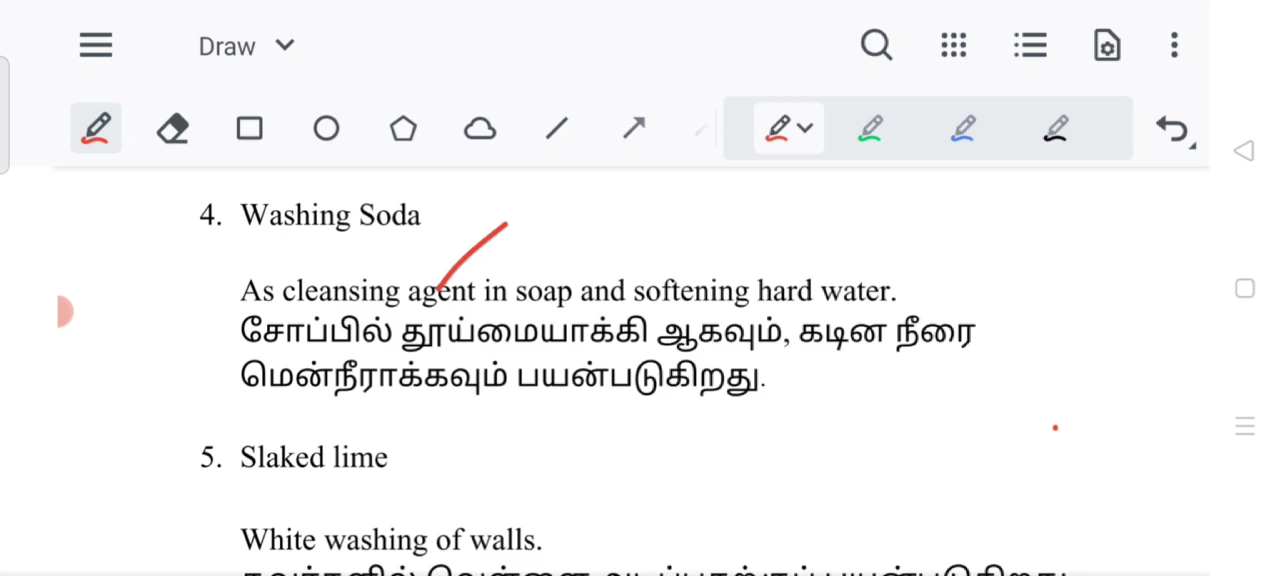 Draw
4. Washing Soda
As cleansing agent in soap and softening hard water.
சோப்பில் தூய்மையாக்கி ஆகவும், கடின நீரை
மென்நீராக்கவும் பயன்படுகிறது.
5. Slaked lime
White washing of walls.